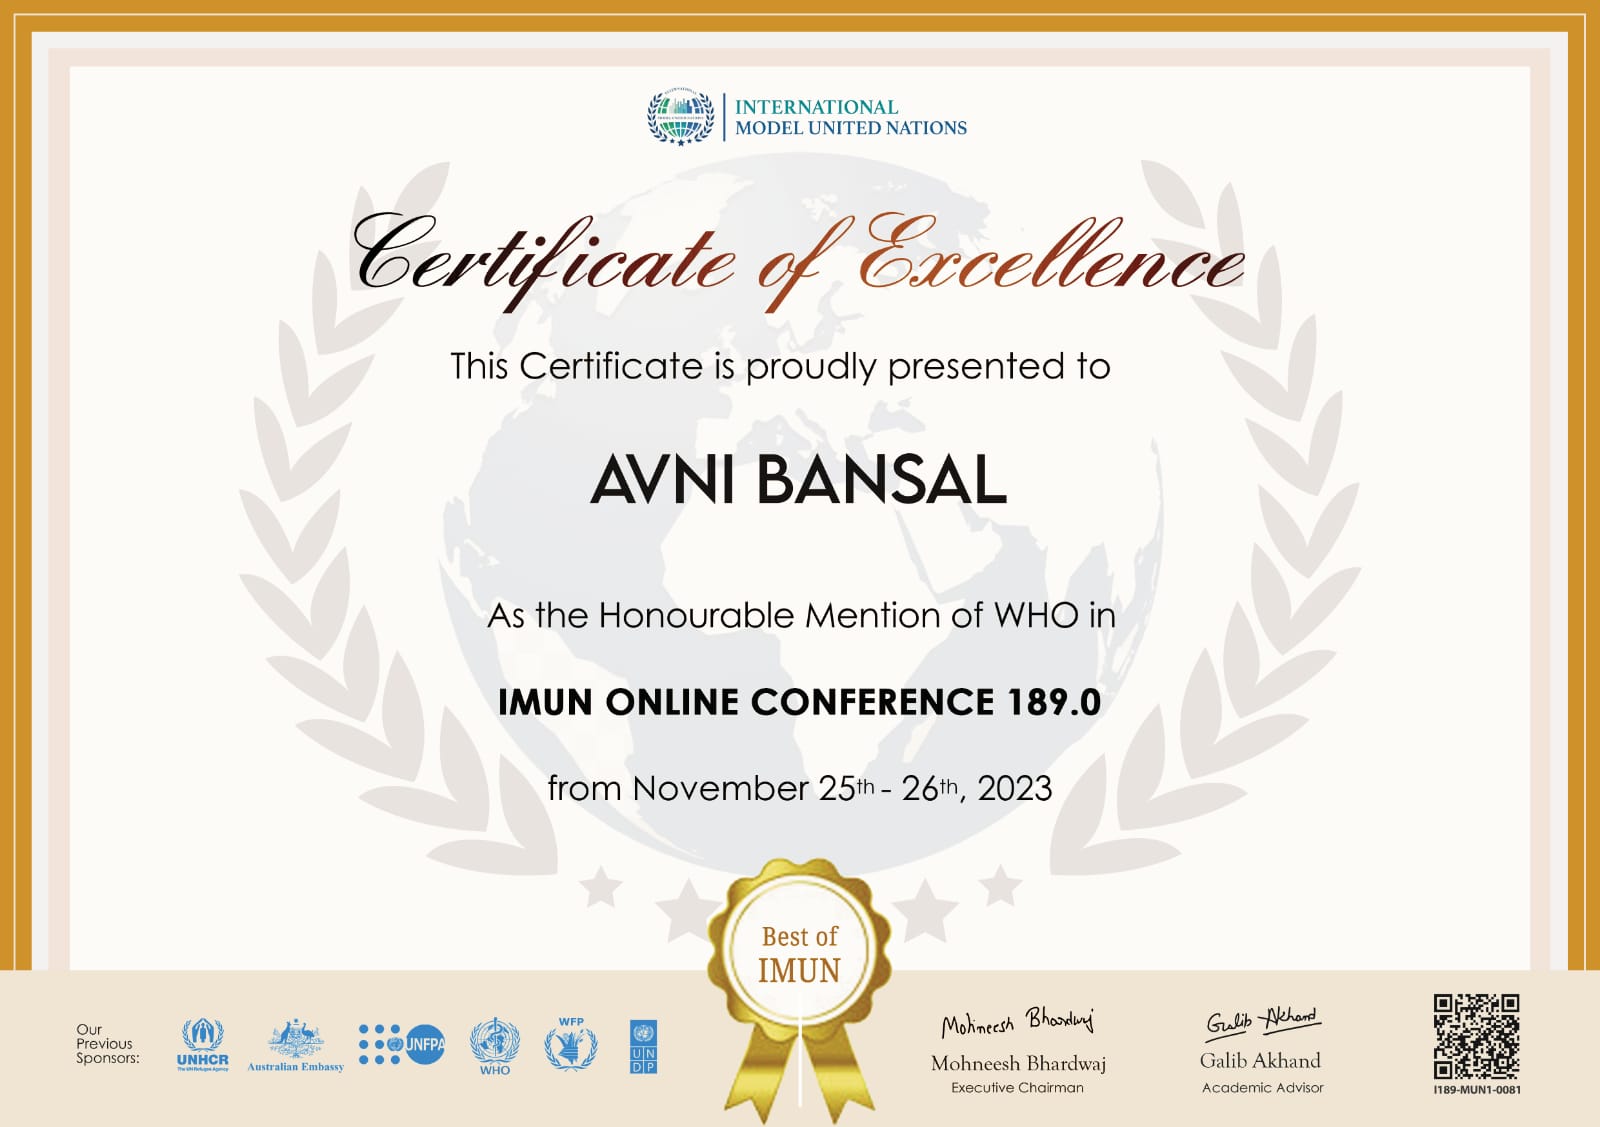 INTERNATIONAL
MODEL UNITED NATIONS
Certificate of Excellence
This Certificate is proudly presented to
AVNI BANSAL
As the Honourable Mention of WHO in
IMUN ONLINE CONFERENCE 189.0
from November 25th - 26th, 2023
Best of
IMUN
Our
Previous
Sponsors:
UNHCR
The UN Refugee Agency
Australian Embassy
UNFPA
WHO
WFP
UN
DP
Mohneesh Bhardwaj
Mohneesh Bhardwaj
Executive Chairman
Galib Akhand
Galib Akhand
Academic Advisor
I189-MUN1-0081